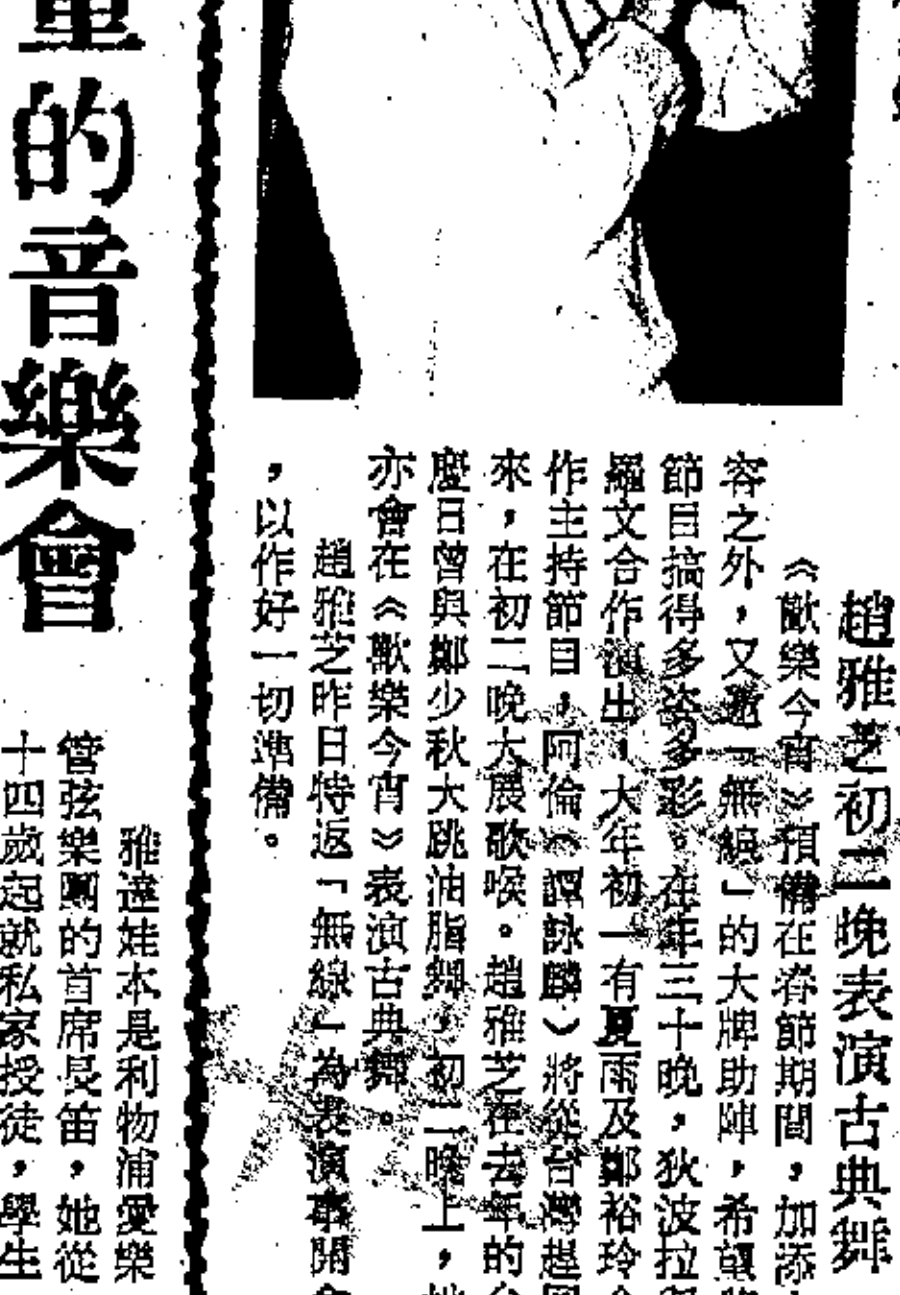 趙雅芝初二晚表演古典舞
《歡樂今宵》預備在春節期間，加添
容之外，又邀「無線」的大牌助陣，希望
節目搞得多姿多彩。在年三十晚，狄波拉
羅文合作演出，大年初一有夏雨及鄭裕玲
作主持節目，阿倫（譚詠麟）將從台灣趕
來，在初二晚大展歌喉。趙雅芝在去年的
慶日曾與鄭少秋大跳油脂舞，初二晚上，
亦會在《歡樂今宵》表演古典舞。
趙雅芝昨日特返「無線」為表演事開
，以作好一切準備。
的音樂會
雅達娃本是利物浦愛樂
管弦樂團的首席長笛，她從
十四歲起就私家授徒，學生